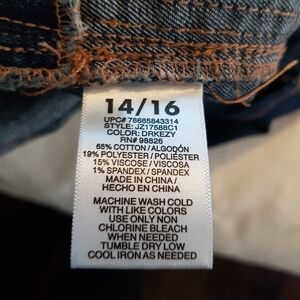 14/16
UPC# 78665843314
STYLE: JZ17586C1
COLOR: DRKEZY
RN# 98826
65% COTTON / ALGODÓN
19% POLYESTER / POLIÉSTER
15% VISCOSE / VISCOSA
1% SPANDEX / SPANDEX
MADE IN CHINA /
HECHO EN CHINA
MACHINE WASH COLD
WITH LIKE COLORS
USE ONLY NON
CHLORINE BLEACH
WHEN NEEDED
TUMBLE DRY LOW
COOL IRON AS NEEDED